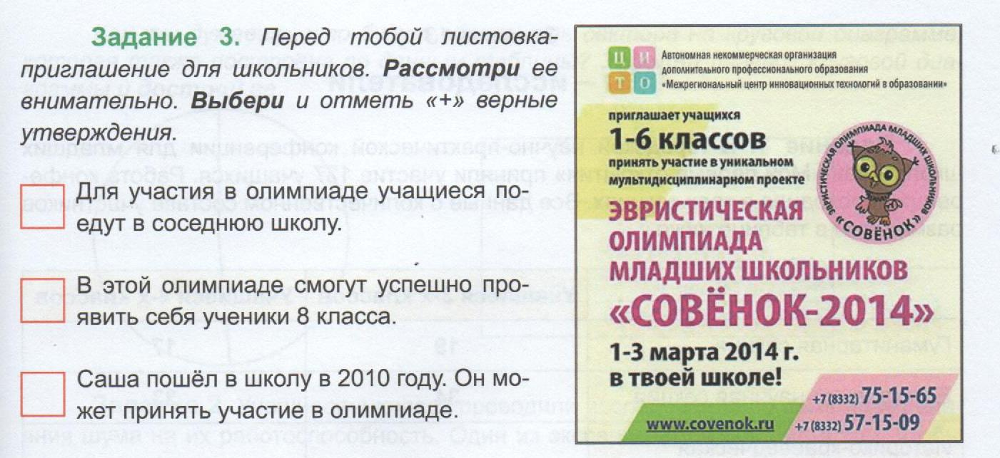 Задание 3. Перед тобой листовка-
приглашение для школьников. Рассмотри ее
внимательно. Выбери и отметь «+» верные
утверждения.
Для участия в олимпиаде учащиеся по-
едут в соседнюю школу.
В этой олимпиаде смогут успешно про-
явить себя ученики 8 класса.
Саша пошёл в школу в 2010 году. Он мо-
жет принять участие в олимпиаде.
Ц И
Т О
Автономная некоммерческая организация
дополнительного профессионального образования
«Межрегиональный центр инновационных технологий в образовании»
приглашает учащихся
1-6 классов
принять участие в уникальном
мультидисциплинарном проекте
ЭВРИСТИЧЕСКАЯ ОЛИМПИАДА МЛАДШИХ ШКОЛЬНИКОВ
«СОВЁНОК»
ЭВРИСТИЧЕСКАЯ
ОЛИМПИАДА
МЛАДШИХ ШКОЛЬНИКОВ
«СОВЁНОК-2014»
1-3 марта 2014 г.
в твоей школе!
+7 (8332) 75-15-65
www.covenok.ru +7 (8332) 57-15-09